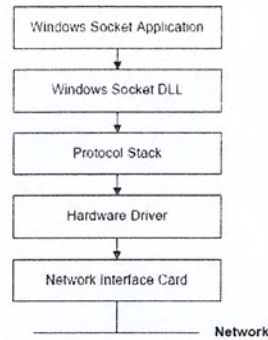 Windows Socket Application
Windows Socket DLL
Protocol Stack
Hardware Driver
Network Interface Card
Network